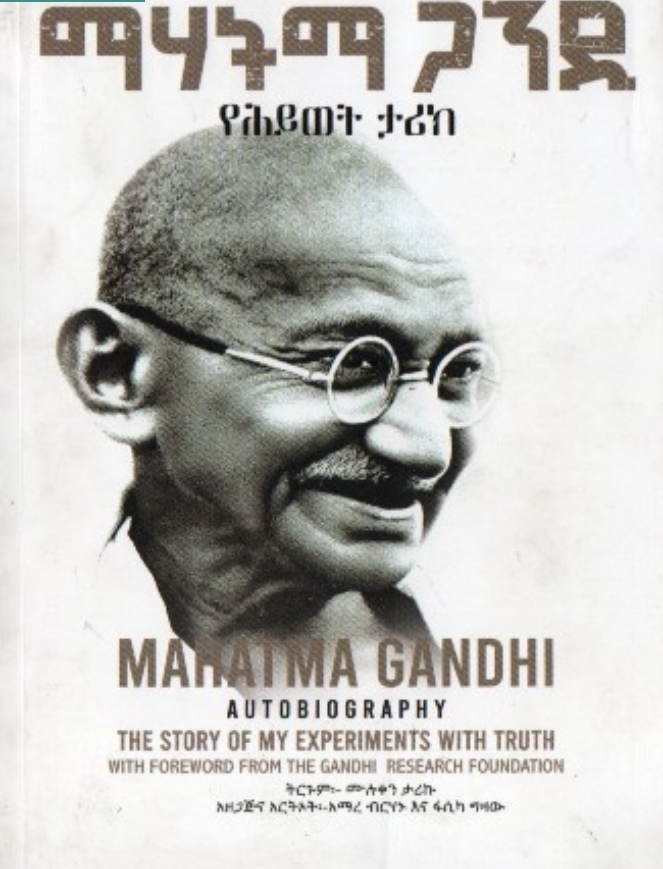 ማሃትማ ጋንዲ
የሕይወት ታሪክ
MAHATMA GANDHI
AUTOBIOGRAPHY
THE STORY OF MY EXPERIMENTS WITH TRUTH
WITH FOREWORD FROM THE GANDHI RESEARCH FOUNDATION
ትርጉም፦ ሙሉቀን ታሪኩ
አዘጋጅና አርትኦት፦አማረ ብርሃኑ እና ፋሲካ